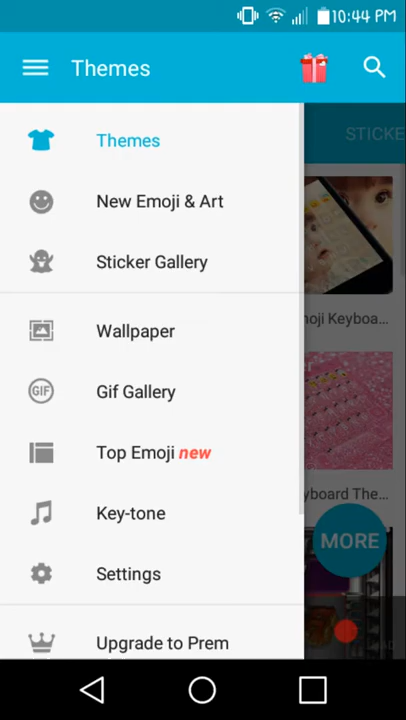 10:44 PM
Themes
STICKE
Themes
New Emoji & Art
Sticker Gallery
Wallpaper
noji Keyboa...
GIF Gif Gallery
Top Emoji new
yboard The...
Key-tone
MORE
Settings
Upgrade to Prem